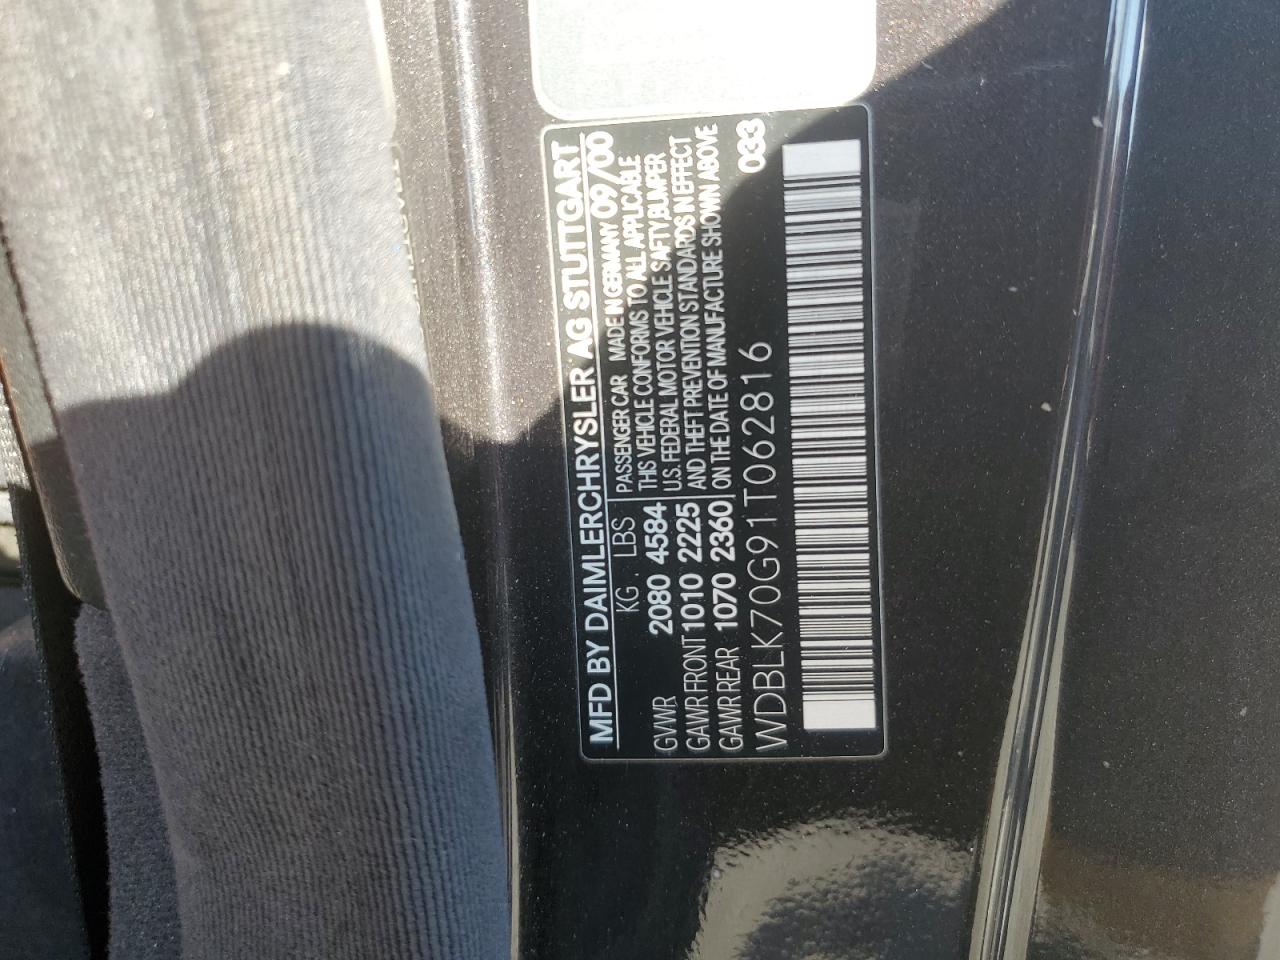 MFD BY DAIMLERCHRYSLER AG STUTTGART
KG. LBS PASSENGER CAR MADE IN GERMANY 09/00
GVWR 2080 4584 THIS VEHICLE CONFORMS TO ALL APPLICABLE
U.S. FEDERAL MOTOR VEHICLE SAFTY, BUMPER
GAWR FRONT 1010 2225 AND THEFT PREVENTION STANDARDS IN EFFECT
GAWR REAR 1070 2360 ON THE DATE OF MANUFACTURE SHOWN ABOVE
WDBLK70G91T062816 033